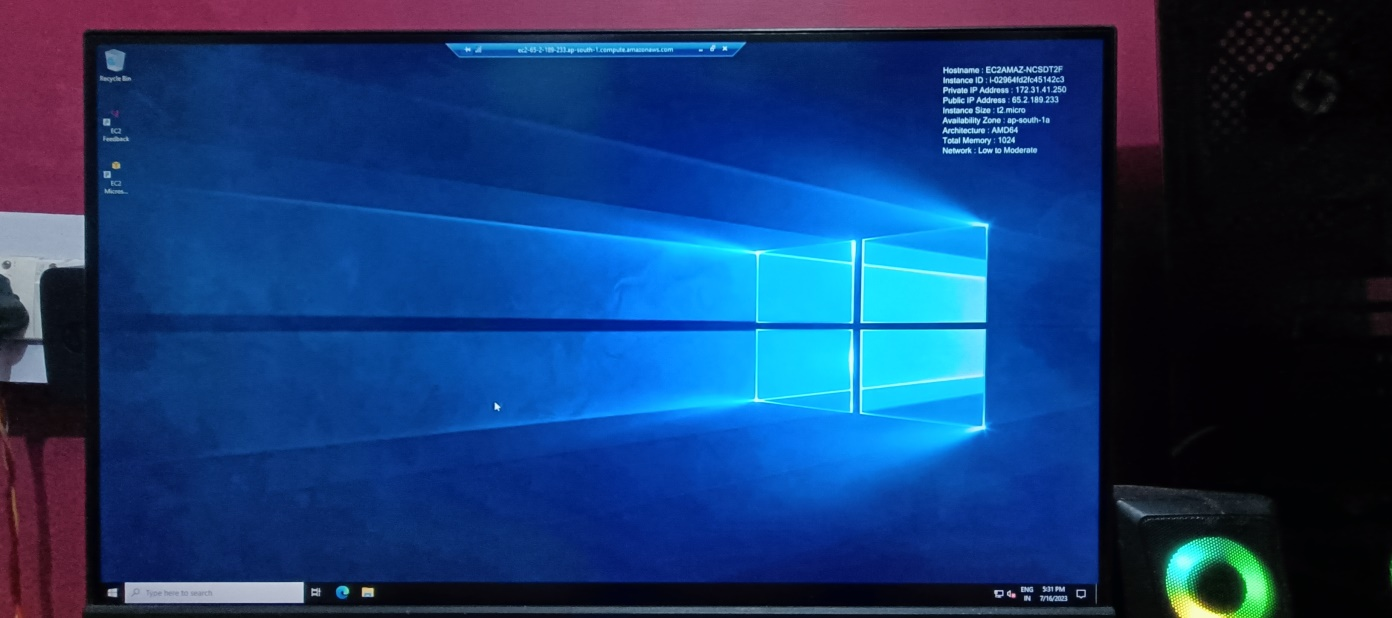 ec2-65-2-189-233.ap-south-1.compute.amazonaws.com
Recycle Bin
EC2
Feedback
EC2
Micros...
Hostname : EC2AMAZ-NCSDT2F
Instance ID : i-02964fd2fc45142c3
Private IP Address : 172.31.41.250
Public IP Address : 65.2.189.233
Instance Size : t2.micro
Availability Zone : ap-south-1a
Architecture : AMD64
Total Memory : 1024
Network : Low to Moderate
Type here to search
ENG
IN
5:31 PM
7/16/2023